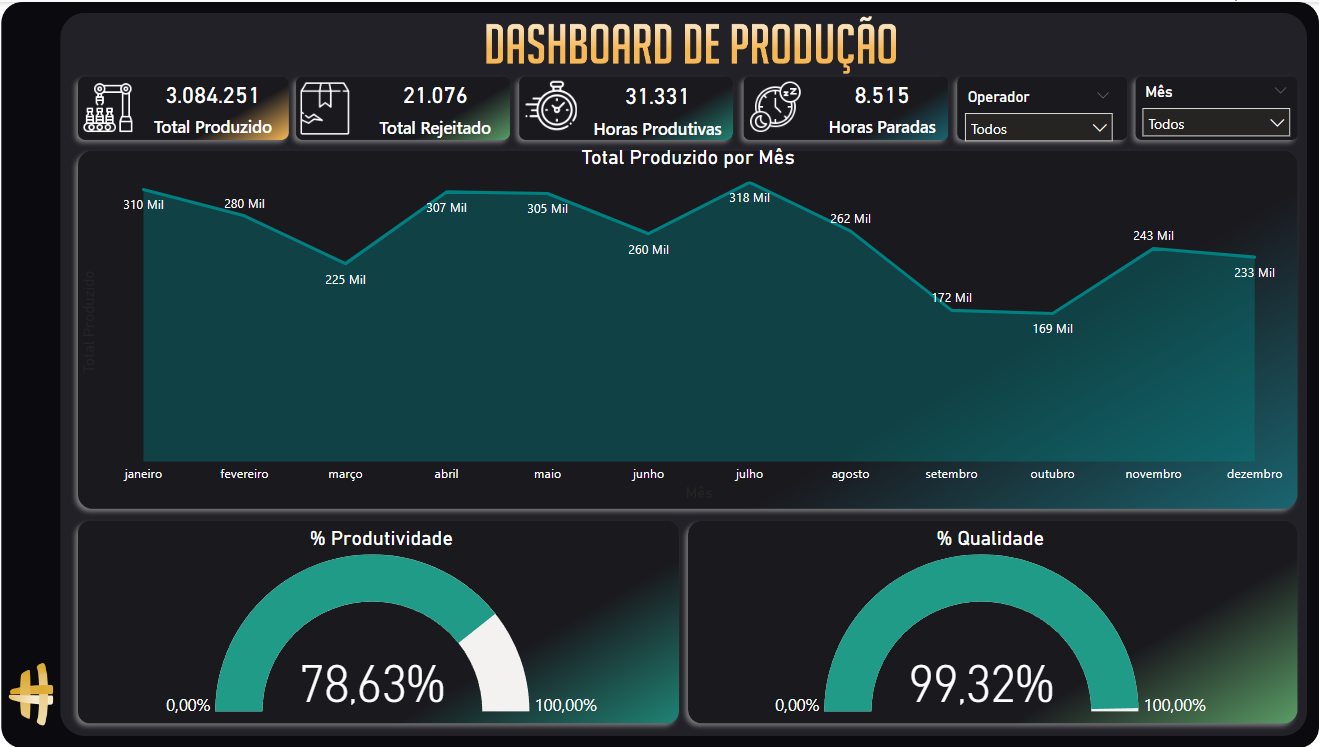 DASHBOARD DE PRODUÇÃO
3.084.251
Total Produzido
21.076
Total Rejeitado
31.331
Horas Produtivas
8.515
Horas Paradas
Operador
Todos
Mês
Todos
Total Produzido por Mês
310 Mil
280 Mil
225 Mil
307 Mil
305 Mil
260 Mil
318 Mil
262 Mil
172 Mil
169 Mil
243 Mil
233 Mil
Total Produzido
janeiro
fevereiro
março
abril
maio
junho
julho
agosto
setembro
outubro
novembro
dezembro
Mês
% Produtividade
78,63%
0,00%
100,00%
% Qualidade
99,32%
0,00%
100,00%